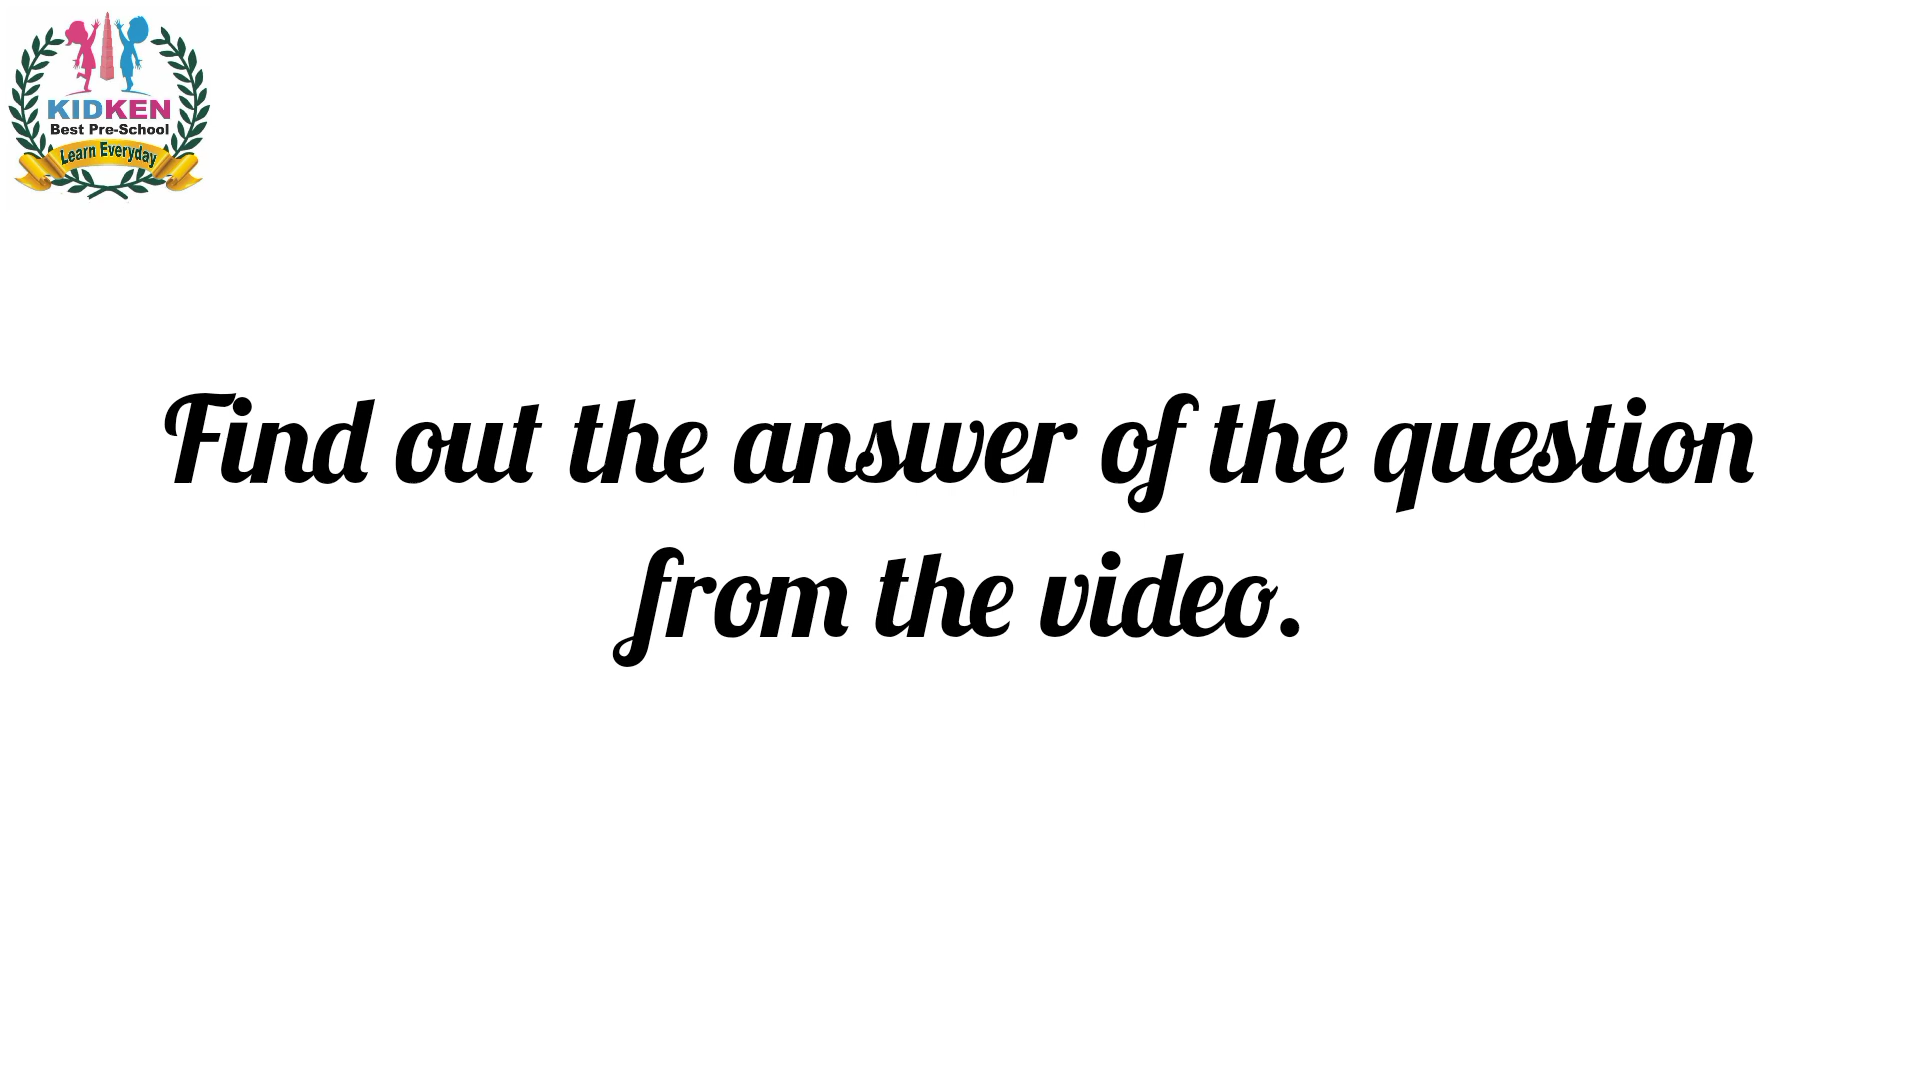 KIDKEN
Best Pre-School
Learn Everyday
Find out the answer of the question
from the video.